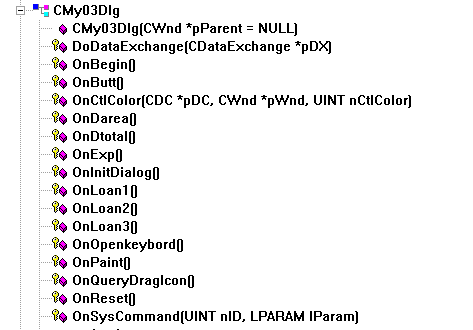 CMy03Dlg
CMy03Dlg(CWnd *pParent = NULL)
DoDataExchange(CDataExchange *pDX)
OnBegin()
OnButt()
OnCtlColor(CDC *pDC, CWnd *pWnd, UINT nCtlColor)
OnDarea()
OnDtotal()
OnExp()
OnInitDialog()
OnLoan1()
OnLoan2()
OnLoan3()
OnOpenkeybord()
OnPaint()
OnQueryDragIcon()
OnReset()
OnSysCommand(UINT nID, LPARAM lParam)